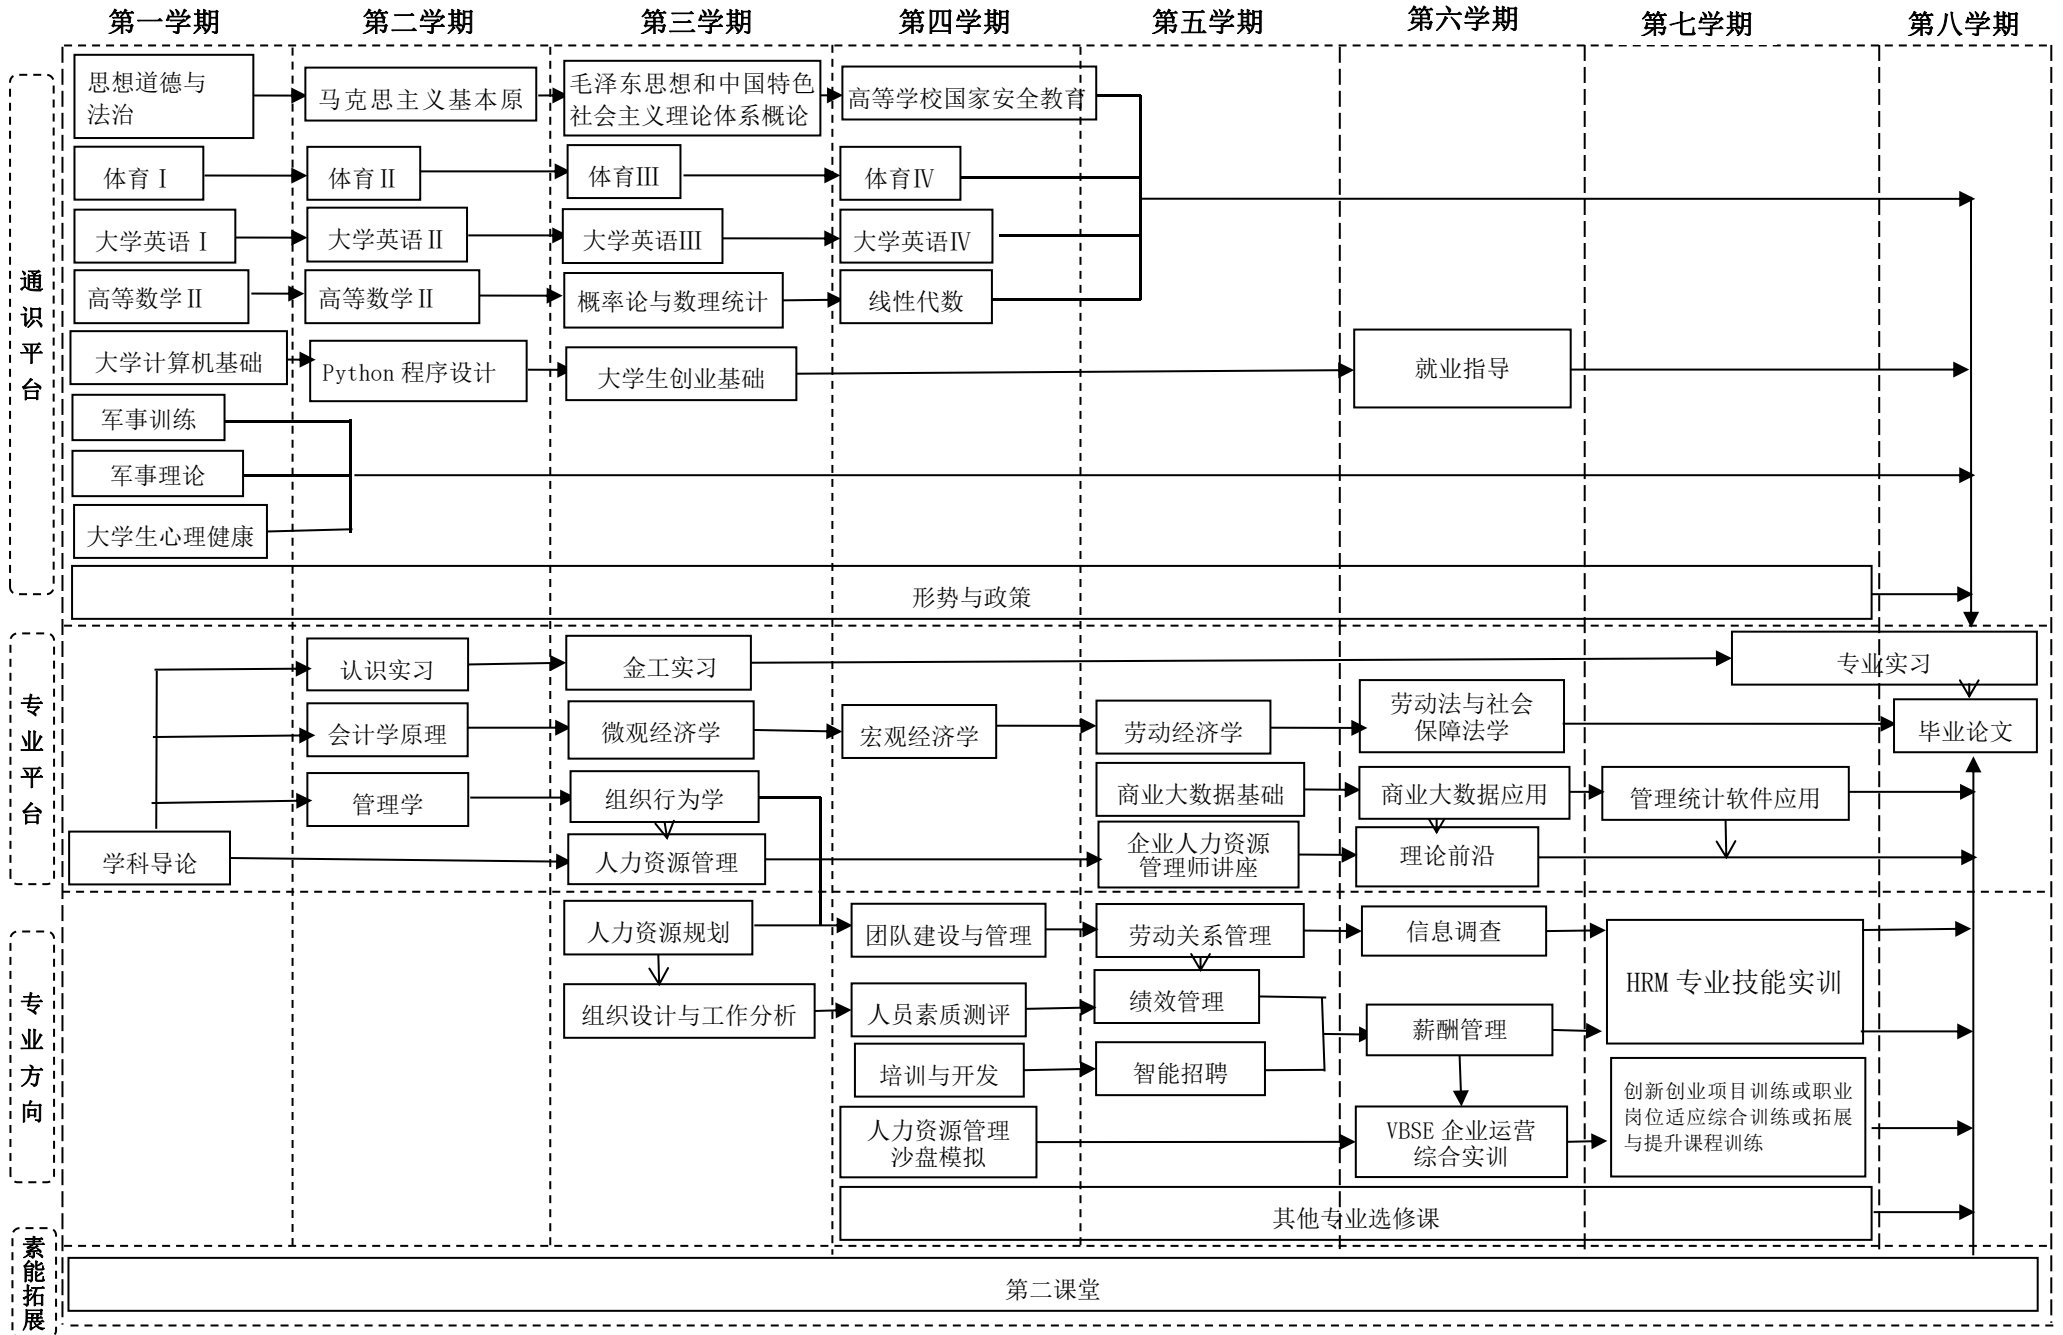 第一学期
第二学期
第三学期
第四学期
第五学期
第六学期
第七学期
第八学期
通
识
平
台
思想道德与
法治
马克思主义基本原
毛泽东思想和中国特色
社会主义理论体系概论
高等学校国家安全教育
体育Ⅰ
体育Ⅱ
体育Ⅲ
体育Ⅳ
大学英语Ⅰ
大学英语Ⅱ
大学英语Ⅲ
大学英语Ⅳ
高等数学Ⅱ
高等数学Ⅱ
概率论与数理统计
线性代数
大学计算机基础
Python 程序设计
大学生创业基础
就业指导
军事训练
军事理论
大学生心理健康
形势与政策
专
业
平
台
认识实习
金工实习
专业实习
会计学原理
微观经济学
宏观经济学
劳动经济学
劳动法与社会
保障法学
毕业论文
管理学
组织行为学
商业大数据基础
商业大数据应用
管理统计软件应用
学科导论
人力资源管理
企业人力资源
管理师讲座
理论前沿
专
业
方
向
人力资源规划
团队建设与管理
劳动关系管理
信息调查
HRM 专业技能实训
组织设计与工作分析
人员素质测评
绩效管理
薪酬管理
培训与开发
智能招聘
创新创业项目训练或职业
岗位适应综合训练或拓展
与提升课程训练
人力资源管理
沙盘模拟
VBSE 企业运营
综合实训
其他专业选修课
素
能
拓
展
第二课堂